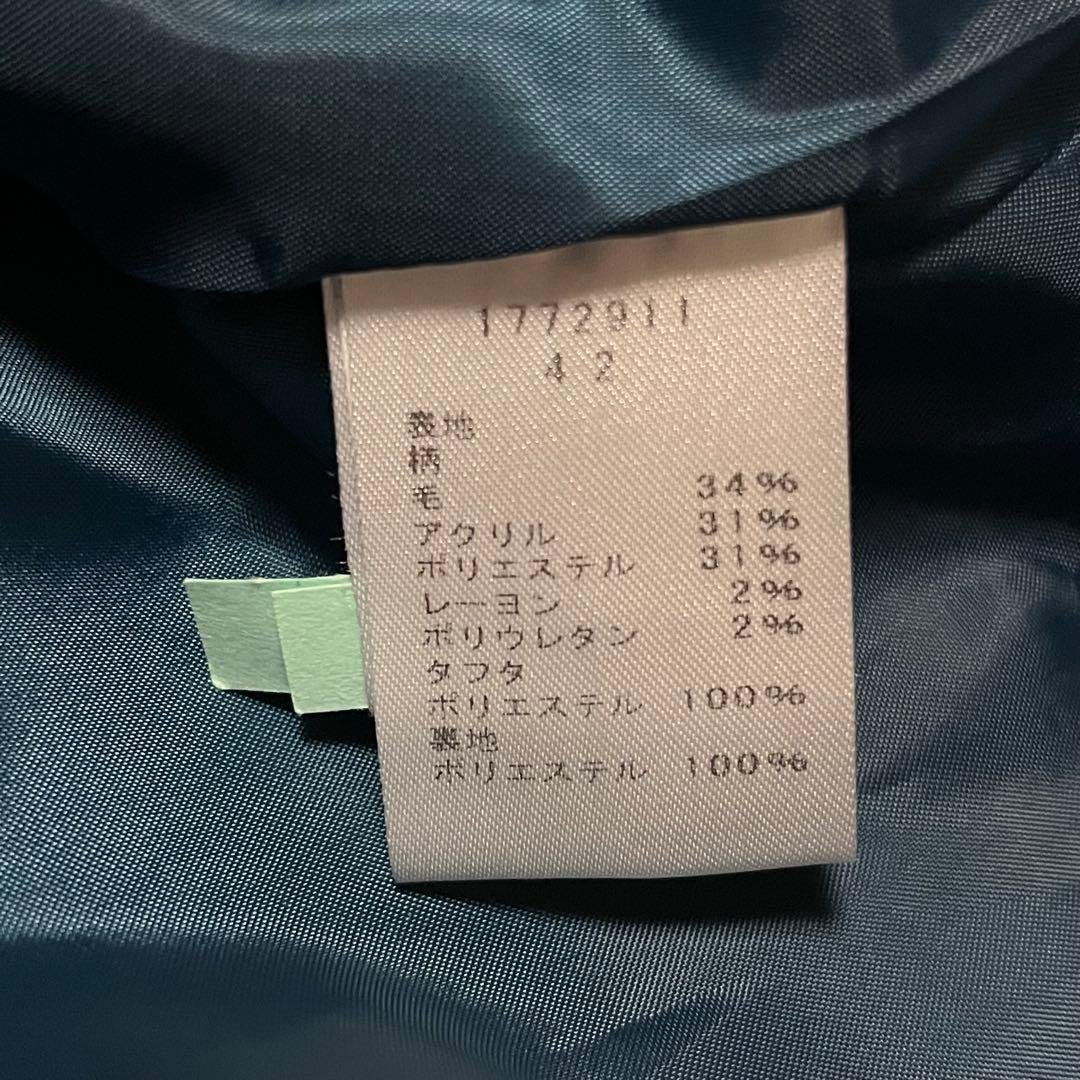 1772911
42
表地
柄
毛 34%
アクリル 31%
ポリエステル 31%
レーヨン 2%
ポリウレタン 2%
タフタ
ポリエステル 100%
裏地
ポリエステル 100%